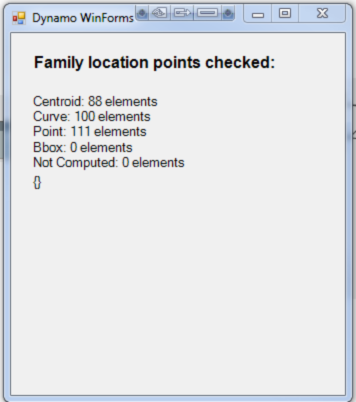 Dynamo WinForms
Family location points checked:
Centroid: 88 elements
Curve: 100 elements
Point: 111 elements
Bbox: 0 elements
Not Computed: 0 elements
{}